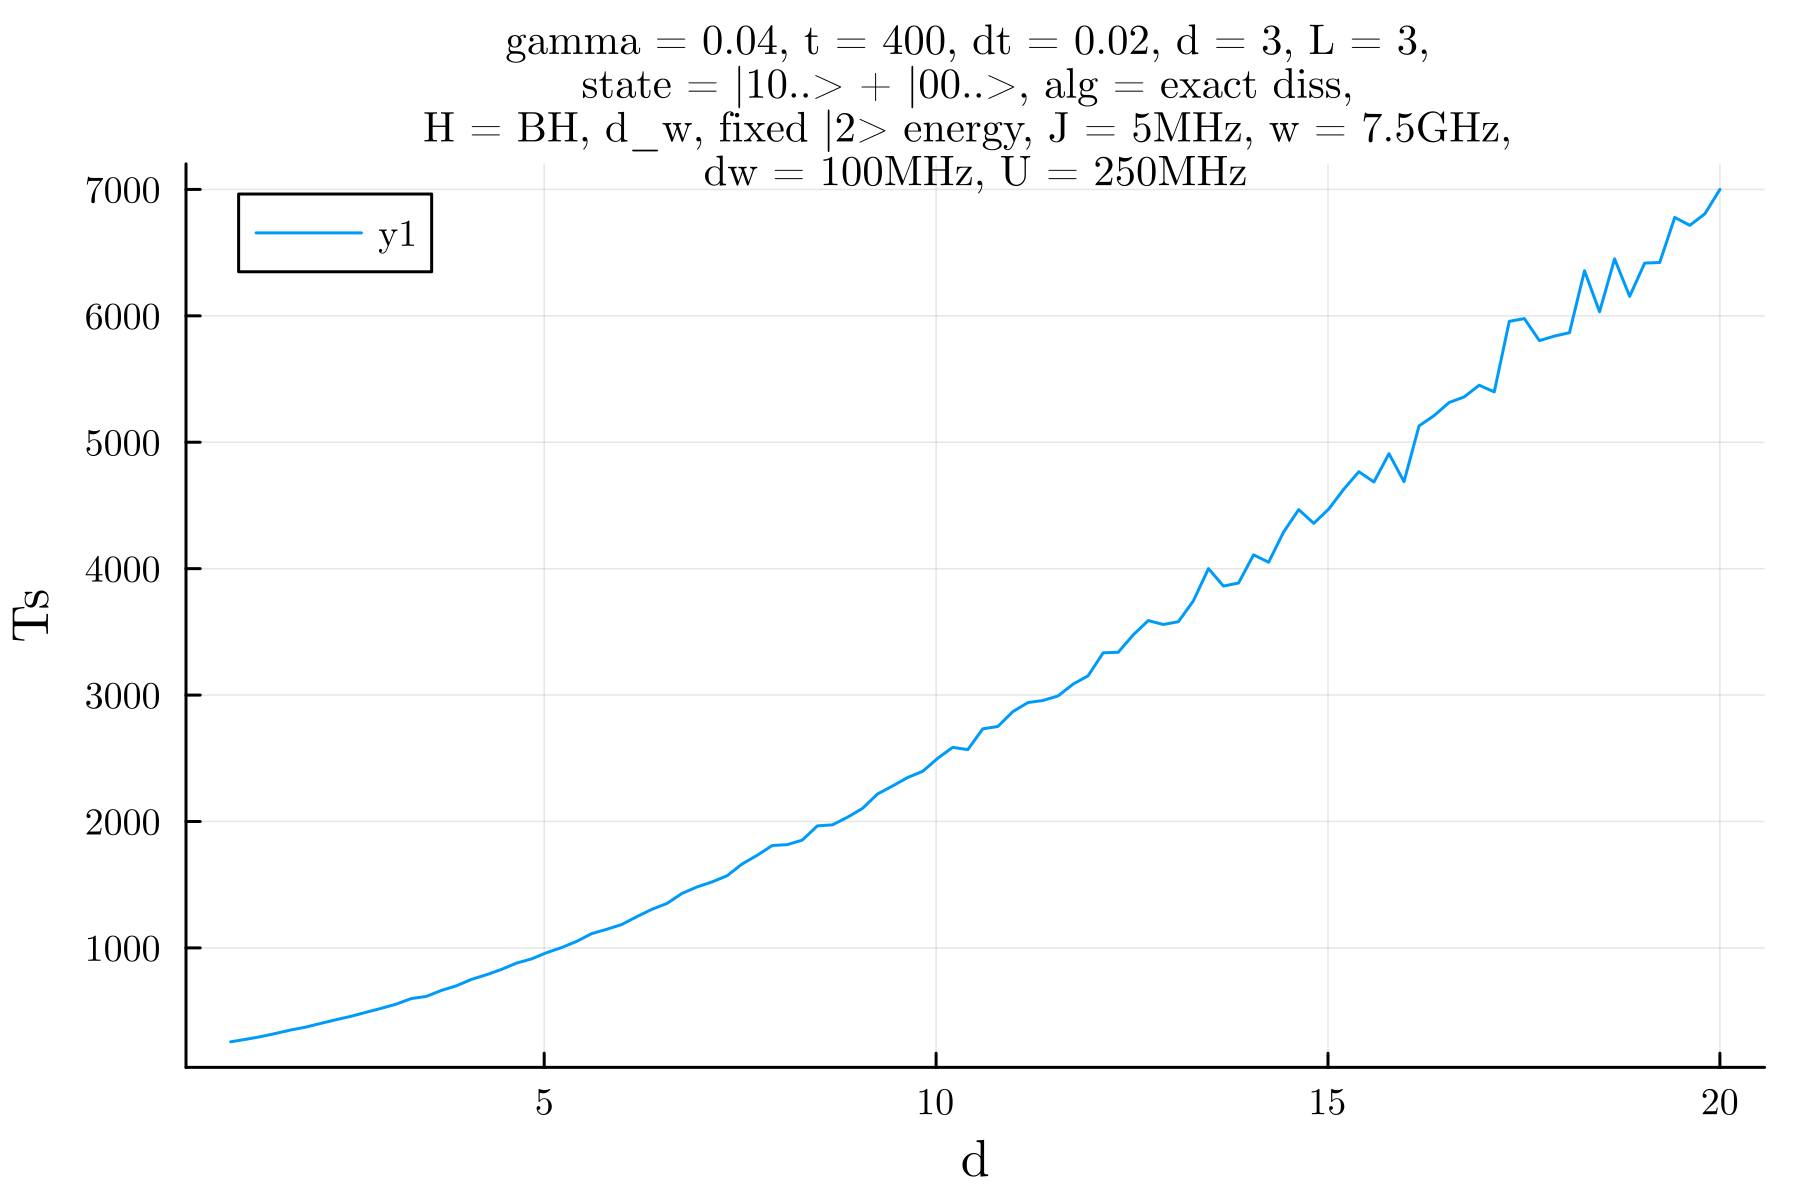 gamma = 0.04, t = 400, dt = 0.02, d = 3, L = 3,
state = |10..> + |00..>, alg = exact diss,
H = BH, d_w, fixed |2> energy, J = 5MHz, w = 7.5GHz,
dw = 100MHz, U = 250MHz
y1
7000
6000
5000
4000
3000
2000
1000
Ts
5 10 15 20
d